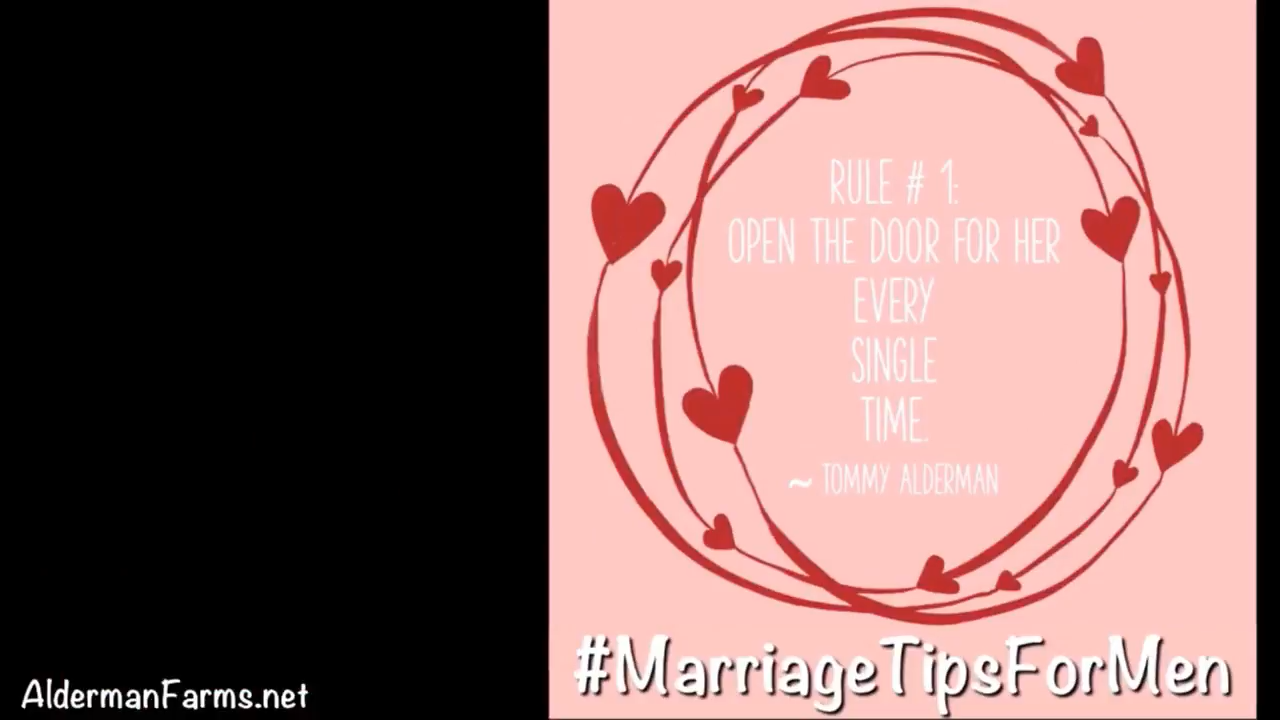 RULE # 1:
OPEN THE DOOR FOR HER
EVERY
SINGLE
TIME.
~ TOMMY ALDERMAN
#MarriageTipsForMen
AldermanFarms.net